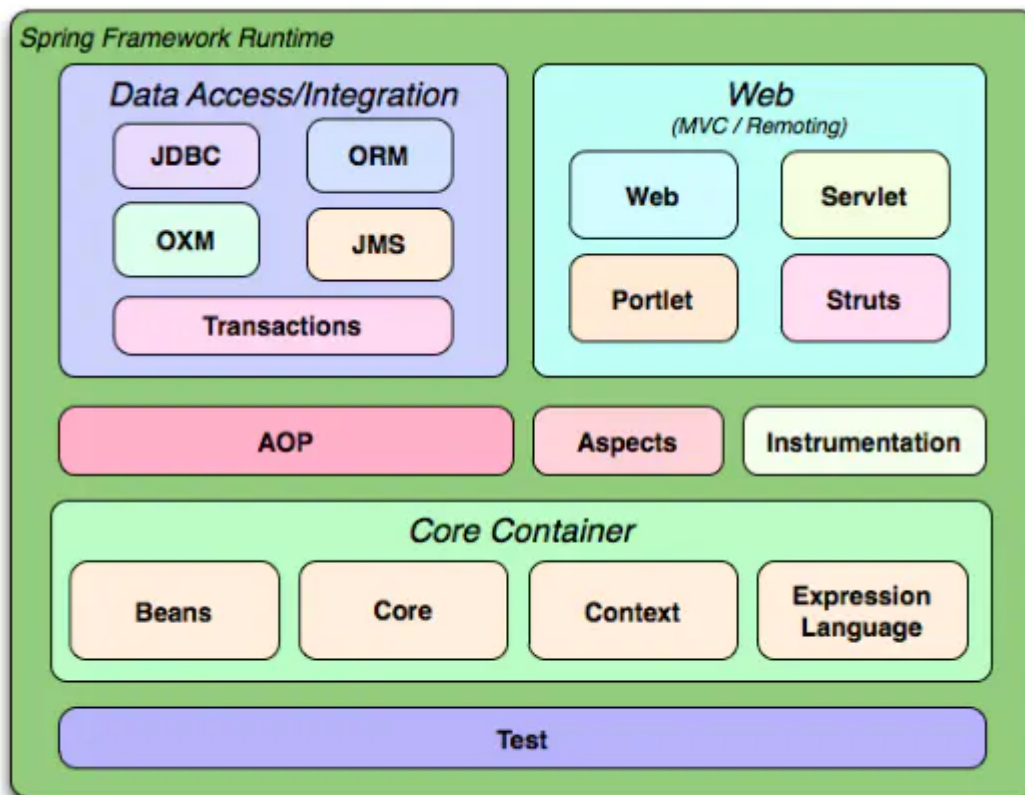 Spring Framework Runtime
Data Access/Integration
JDBC
ORM
OXM
JMS
Transactions
Web
(MVC / Remoting)
Web
Servlet
Portlet
Struts
AOP
Aspects
Instrumentation
Core Container
Beans
Core
Context
Expression
Language
Test